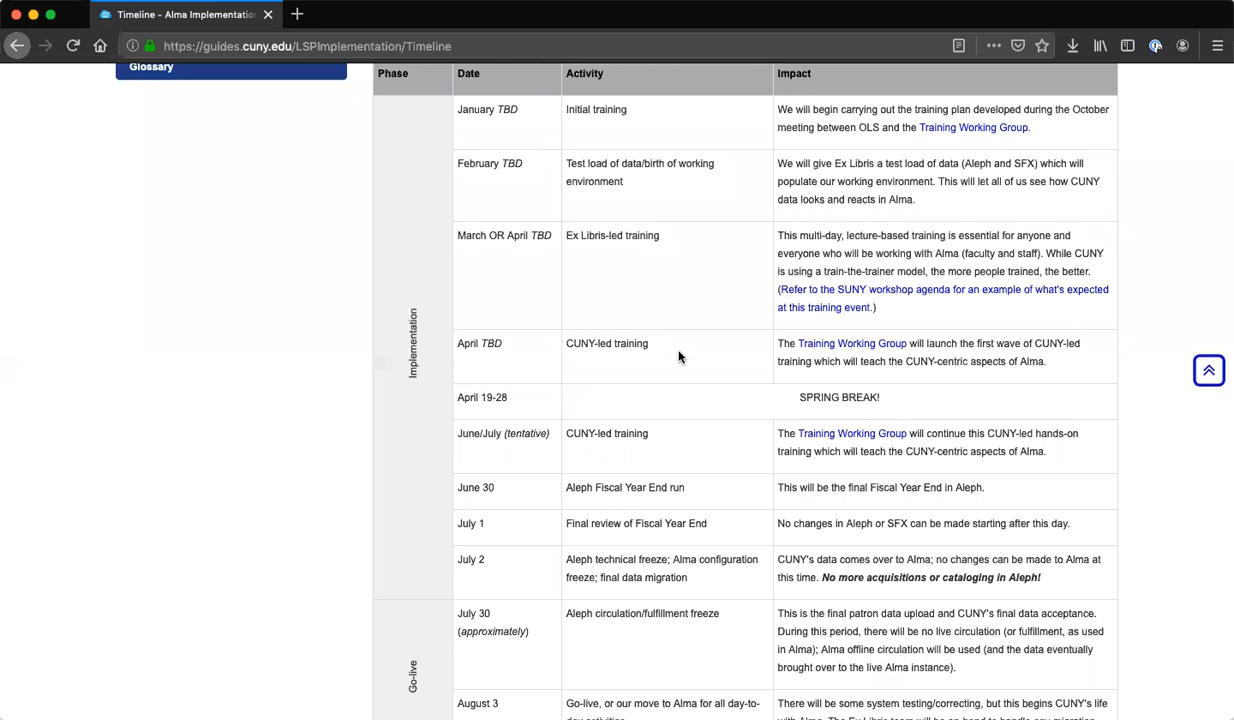 Timeline - Alma Implementatio
https://guides.cuny.edu/LSPImplementation/Timeline
Glossary
Phase Date Activity Impact
Implementation
January TBD Initial training We will begin carrying out the training plan developed during the October
meeting between OLS and the Training Working Group.
February TBD Test load of data/birth of working We will give Ex Libris a test load of data (Aleph and SFX) which will
environment populate our working environment. This will let all of us see how CUNY
data looks and reacts in Alma.
March OR April TBD Ex Libris-led training This multi-day, lecture-based training is essential for anyone and
everyone who will be working with Alma (faculty and staff). While CUNY
is using a train-the-trainer model, the more people trained, the better.
(Refer to the SUNY workshop agenda for an example of what's expected
at this training event.)
April TBD CUNY-led training The Training Working Group will launch the first wave of CUNY-led
training which will teach the CUNY-centric aspects of Alma.
April 19-28 SPRING BREAK!
June/July (tentative) CUNY-led training The Training Working Group will continue this CUNY-led hands-on
training which will teach the CUNY-centric aspects of Alma.
June 30 Aleph Fiscal Year End run This will be the final Fiscal Year End in Aleph.
July 1 Final review of Fiscal Year End No changes in Aleph or SFX can be made starting after this day.
July 2 Aleph technical freeze; Alma configuration CUNY's data comes over to Alma; no changes can be made to Alma at
freeze; final data migration this time. No more acquisitions or cataloging in Aleph!
Go-live
July 30 Aleph circulation/fulfillment freeze This is the final patron data upload and CUNY's final data acceptance.
(approximately) During this period, there will be no live circulation (or fulfillment, as used
in Alma); Alma offline circulation will be used (and the data eventually
brought over to the live Alma instance).
August 3 Go-live, or our move to Alma for all day-to- There will be some system testing/correcting, but this begins CUNY's life